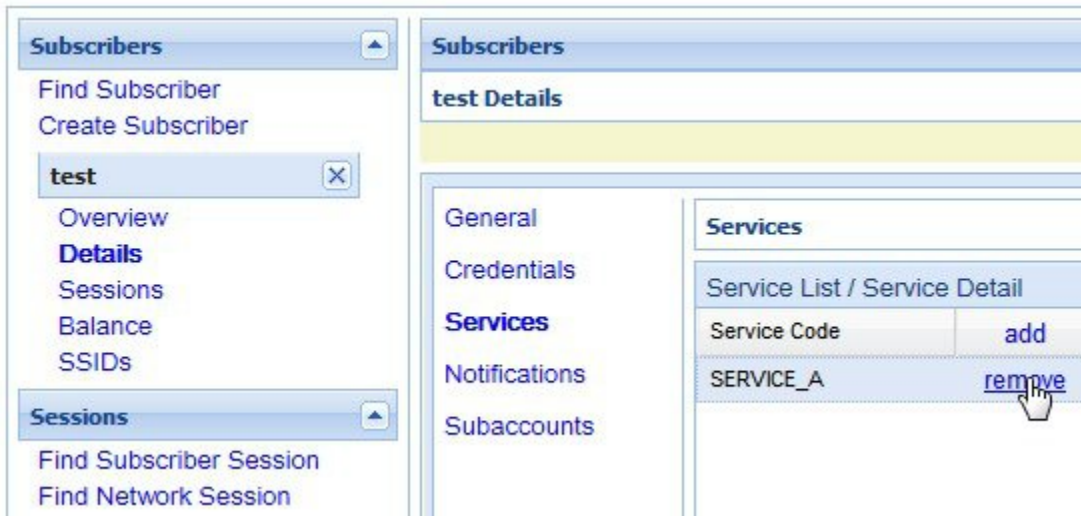 Subscribers
Find Subscriber
Create Subscriber
test
Overview
Details
Sessions
Balance
SSIDs
Sessions
Find Subscriber Session
Find Network Session
Subscribers
test Details
General
Credentials
Services
Notifications
Subaccounts
Services
Service List / Service Detail
Service Code add
SERVICE_A remove